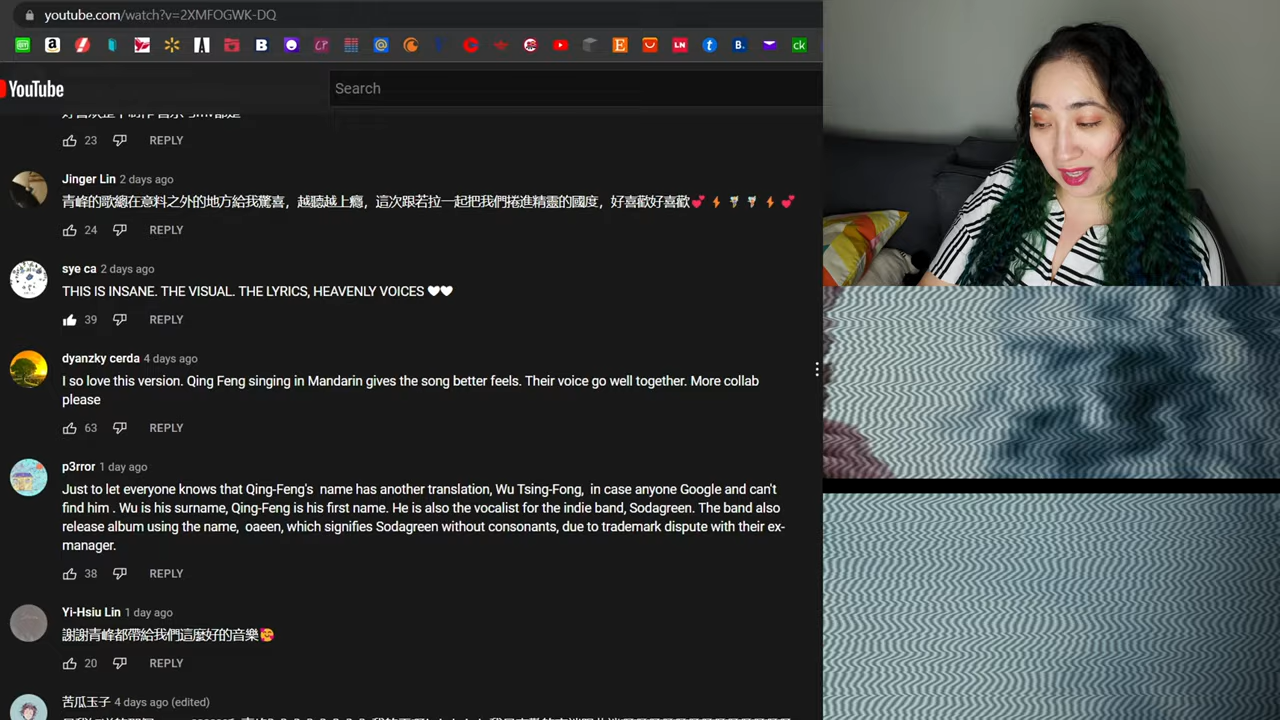 youtube.com/watch?v=2XMFOGWK-DQ
YouTube
Search
23 REPLY
Jinger Lin 2 days ago
青峰的歌總在意料之外的地方給我驚喜，越聽越上癮，這次跟若拉一起把我們捲進精靈的國度，好喜歡好喜歡💕⚡🍧🍧⚡💕
24 REPLY
sye ca 2 days ago
THIS IS INSANE. THE VISUAL. THE LYRICS, HEAVENLY VOICES ♥♥
39 REPLY
dyanzky cerda 4 days ago
I so love this version. Qing Feng singing in Mandarin gives the song better feels. Their voice go well together. More collab
please
63 REPLY
p3rror 1 day ago
Just to let everyone knows that Qing-Feng's name has another translation, Wu Tsing-Fong, in case anyone Google and can't
find him . Wu is his surname, Qing-Feng is his first name. He is also the vocalist for the indie band, Sodagreen. The band also
release album using the name, oaeen, which signifies Sodagreen without consonants, due to trademark dispute with their ex-
manager.
38 REPLY
Yi-Hsiu Lin 1 day ago
謝謝青峰都帶給我們這麼好的音樂🥰
20 REPLY
苦瓜玉子 4 days ago (edited)